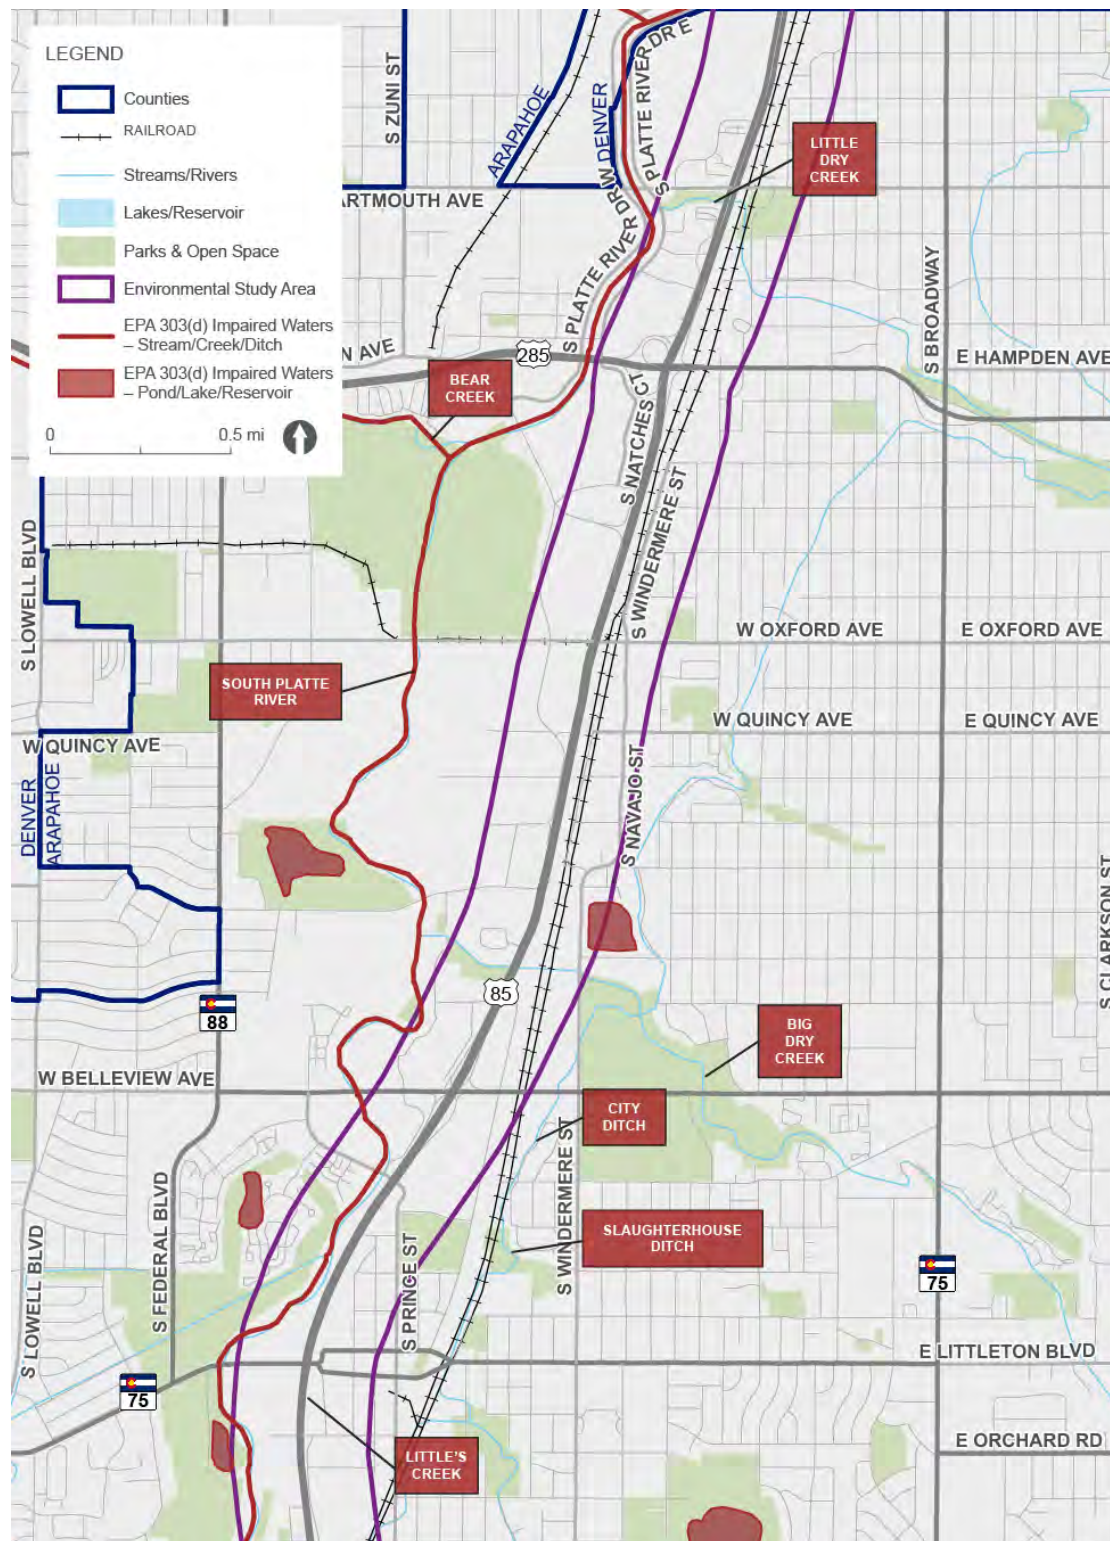 LEGEND
Counties
RAILROAD
Streams/Rivers
Lakes/Reservoir
Parks & Open Space
Environmental Study Area
EPA 303(d) Impaired Waters
– Stream/Creek/Ditch
EPA 303(d) Impaired Waters
– Pond/Lake/Reservoir
0 0.5 mi
S ZUNI ST
ARAPAHOE
W DENVER
S PLATTE RIVER DR E
S PLATTE RIVER DR
LITTLE
DRY
CREEK
ARTMOUTH AVE
N AVE
285
S BROADWAY
E HAMPDEN AVE
BEAR
CREEK
S NATCHES CT
S WINDERMERE ST
S LOWELL BLVD
W OXFORD AVE
E OXFORD AVE
SOUTH PLATTE
RIVER
W QUINCY AVE
E QUINCY AVE
W QUINCY AVE
DENVER
ARAPAHOE
S NAVAJO ST
S CLARKSON ST
85
88
BIG
DRY
CREEK
W BELLEVIEW AVE
CITY
DITCH
S FEDERAL BLVD
S WINDERMERE ST
SLAUGHTERHOUSE
DITCH
S LOWELL BLVD
S PRINCE ST
75
E LITTLETON BLVD
75
LITTLE'S
CREEK
E ORCHARD RD